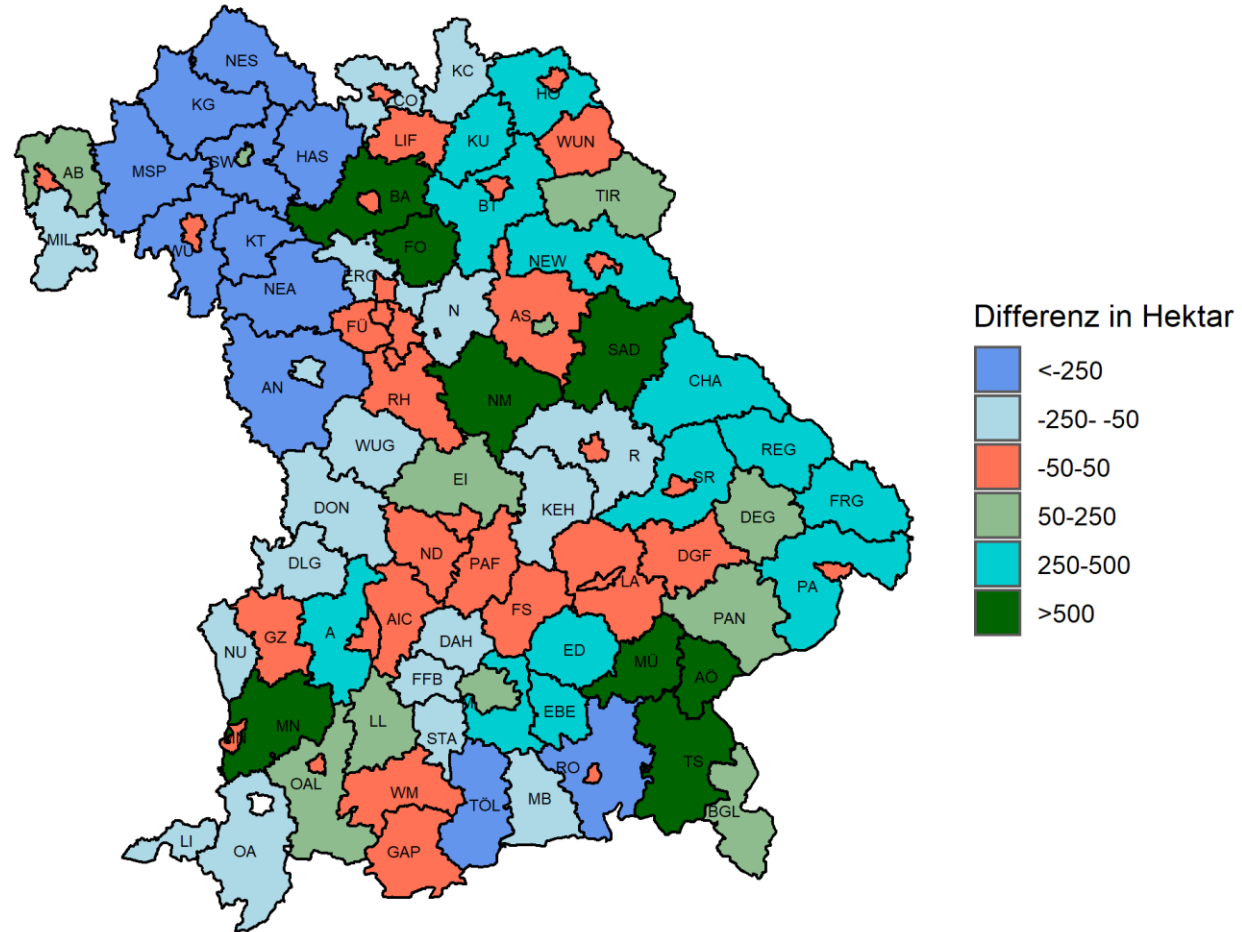 NES
KC
KG
CO
HO
KU
LIF
WUN
SW
HAS
MSP
AB
BA
TIR
BT
MIL
WÜ
KT
FO
NEW
ERC
NEA
N
AS
FÜ
SAD
CHA
AN
RH
NM
WUG
R
REG
EI
SR
DON
KEH
FRG
DEG
ND
DGF
DLG
PAF
LA
PA
FS
AIC
GZ
A
PAN
DAH
NU
ED
MÜ
FFB
AÖ
EBE
MN
LL
STA
TS
RO
OAL
WM
TÖL
MB
BGL
LI
OA
GAP
Differenz in Hektar
<-250
-250- -50
-50-50
50-250
250-500
>500